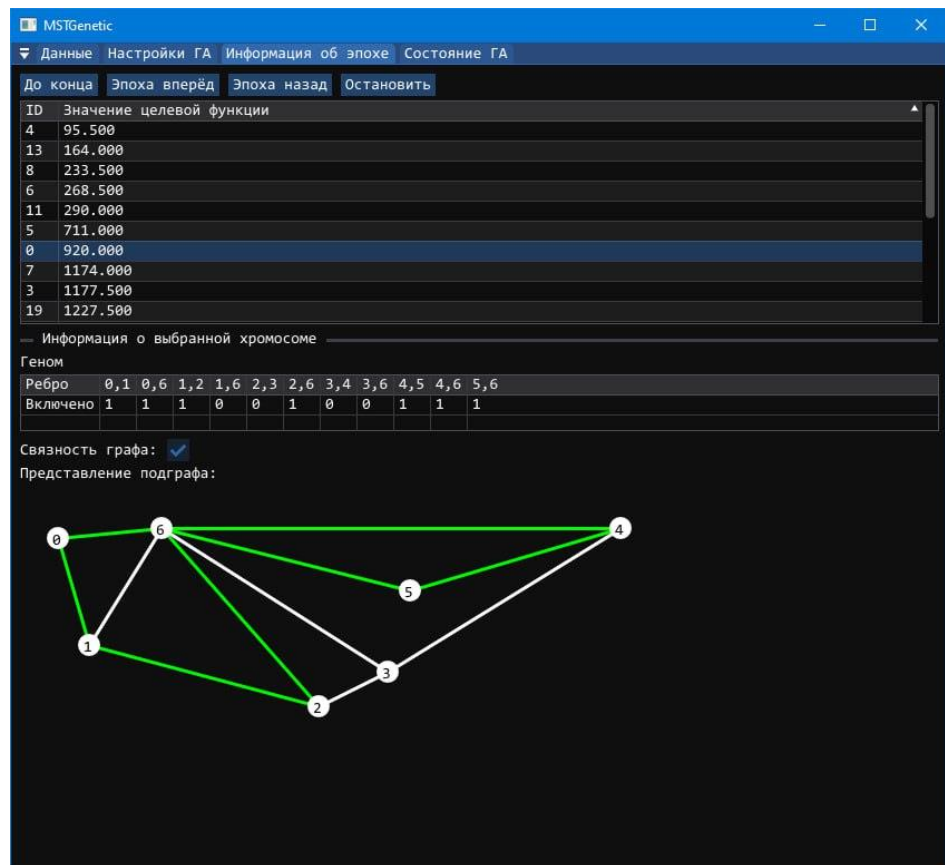 MSTGenetic
Данные Настройки ГА Информация об эпохе Состояние ГА
До конца Эпоха вперёд Эпоха назад Остановить
ID Значение целевой функции
4 95.500
13 164.000
8 233.500
6 268.500
11 290.000
5 711.000
0 920.000
7 1174.000
3 1177.500
19 1227.500
Информация о выбранной хромосоме
Геном
Ребро 0,1 0,6 1,2 1,6 2,3 2,6 3,4 3,6 4,5 4,6 5,6
Включено 1 1 1 0 0 1 0 0 1 1 1
Связность графа:
Представление подграфа:
0 6 4
5
1
3
2